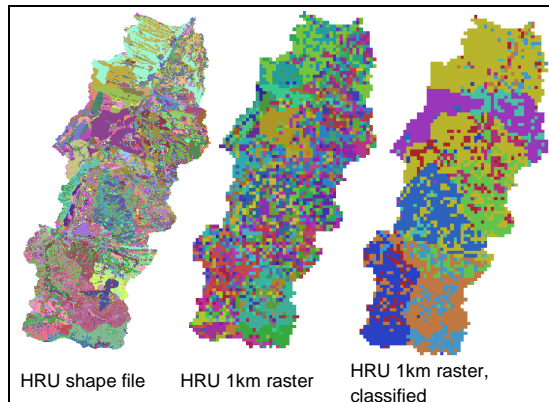 HRU shape file
HRU 1km raster
HRU 1km raster,
classified